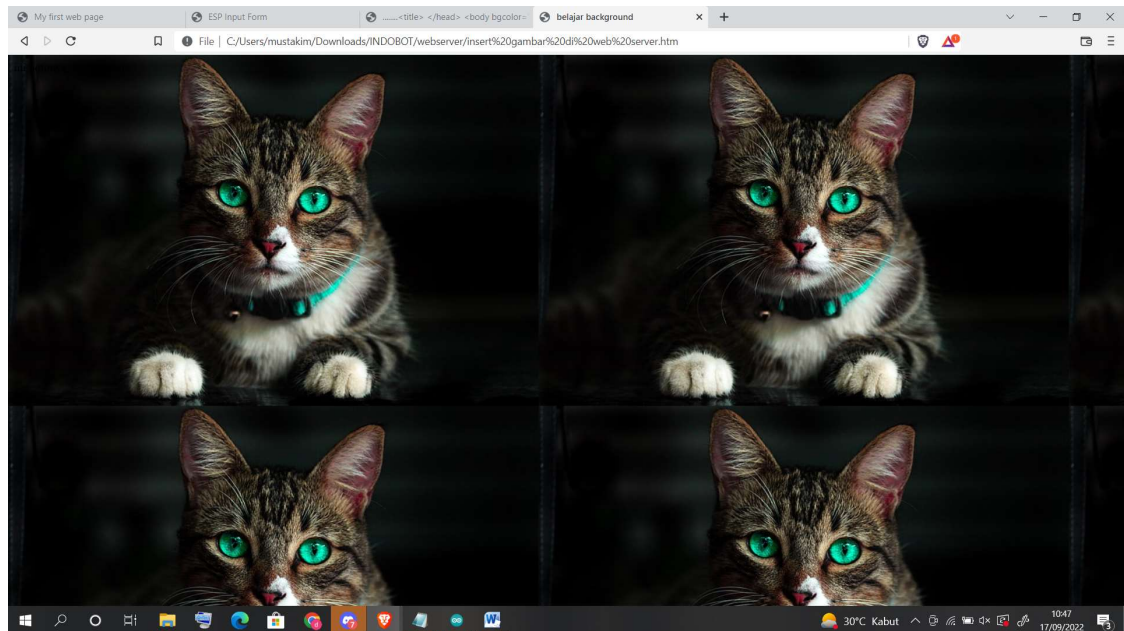 My first web page
ESP Input Form
.......<title> </head> <body bgcolor=
belajar background
File | C:/Users/mustakim/Downloads/INDOBOT/webserver/insert%20gambar%20di%20web%20server.htm
30°C Kabut
10:47
17/09/2022